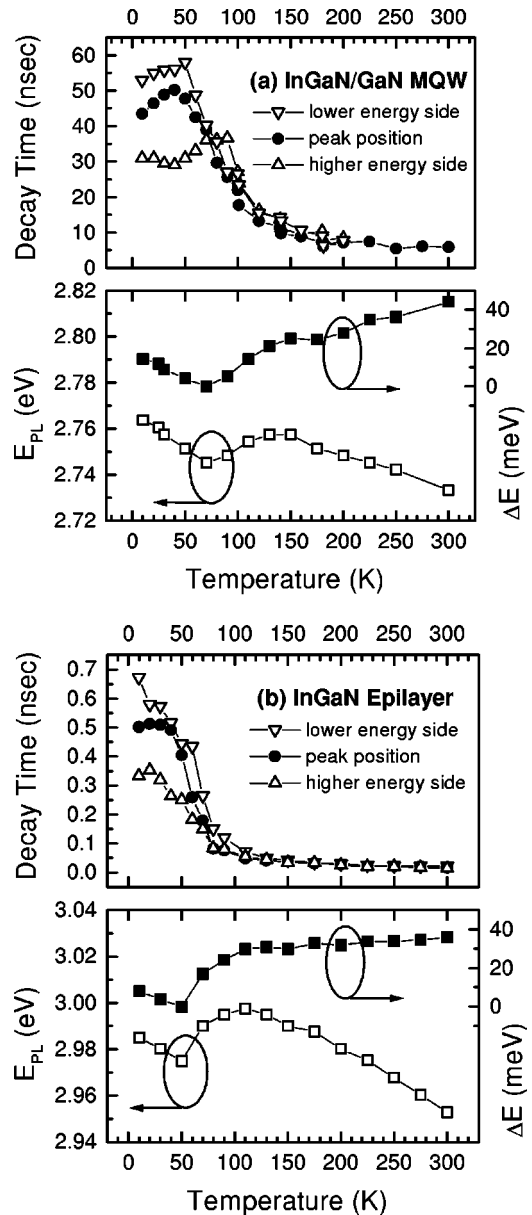 0 50 100 150 200 250 300
60
50
40
30
20
10
0
Decay Time (nsec)
(a) InGaN/GaN MQW
lower energy side
peak position
higher energy side
2.82
2.80
2.78
2.76
2.74
2.72
E_PL (eV)
40
20
0
ΔE (meV)
0 50 100 150 200 250 300
Temperature (K)
0 50 100 150 200 250 300
0.7
0.6
0.5
0.4
0.3
0.2
0.1
0.0
Decay Time (nsec)
(b) InGaN Epilayer
lower energy side
peak position
higher energy side
3.04
3.02
3.00
2.98
2.96
2.94
E_PL (eV)
40
20
0
ΔE (meV)
0 50 100 150 200 250 300
Temperature (K)